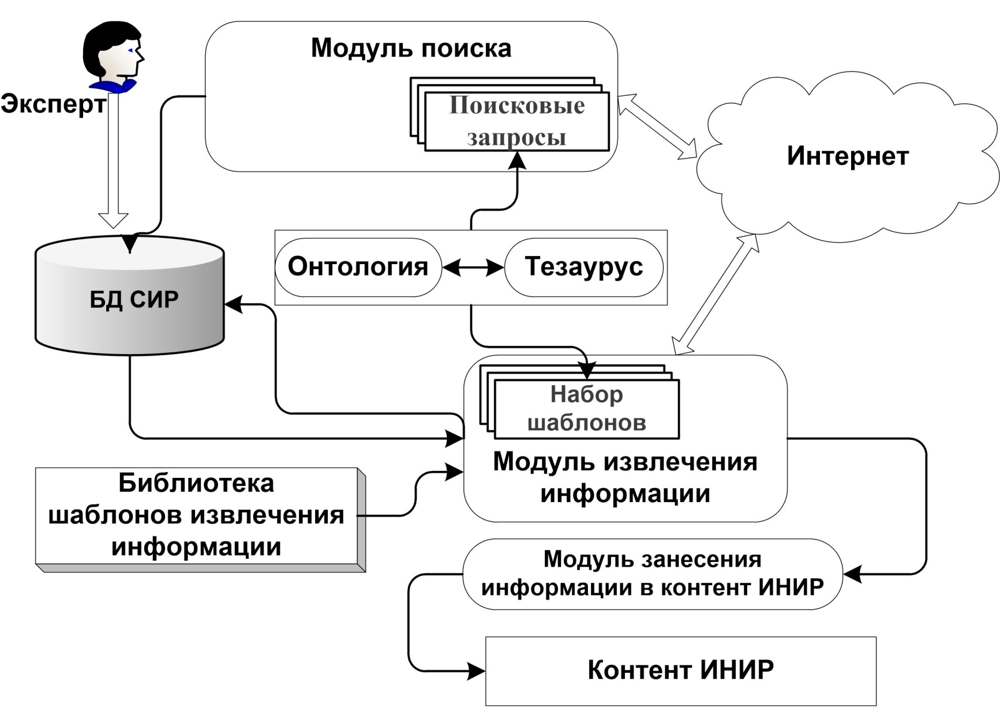 Модуль поиска
Эксперт
Поисковые
запросы
Интернет
Онтология
Тезаурус
БД СИР
Набор
шаблонов
Модуль извлечения
информации
Библиотека
шаблонов извлечения
информации
Модуль занесения
информации в контент ИНИР
Контент ИНИР